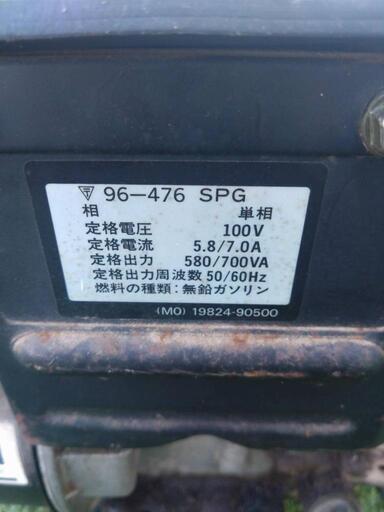 96-476 SPG
相 単相
定格電圧 100V
定格電流 5.8/7.0A
定格出力 580/700VA
定格出力周波数 50/60Hz
燃料の種類:無鉛ガソリン
(MO) 19824-90500